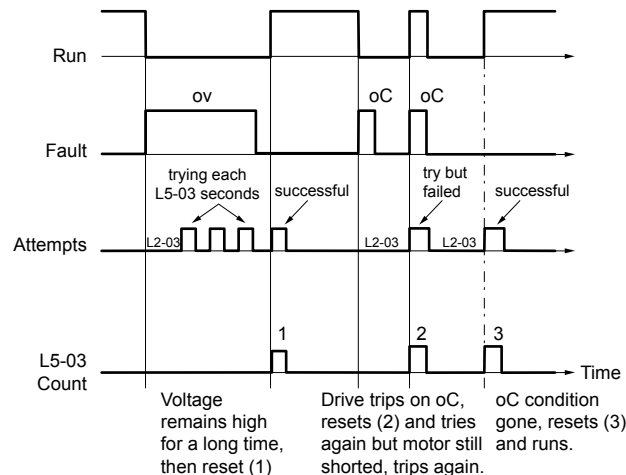 Run
ov
oC
oC
Fault
trying each
L5-03 seconds
successful
try but
failed
successful
Attempts
L2-03
L2-03
L2-03
1
2
3
L5-03
Count
Time
Voltage
remains high
for a long time,
then reset (1)
Drive trips on oC,
resets (2) and tries
again but motor still
shorted, trips again.
oC condition
gone, resets (3)
and runs.